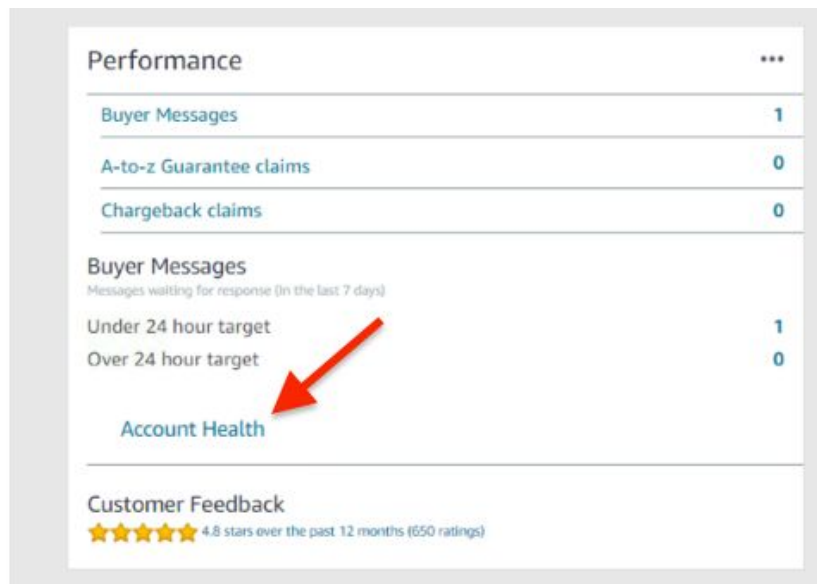 Performance
Buyer Messages 1
A-to-z Guarantee claims 0
Chargeback claims 0
Buyer Messages
Messages waiting for response (in the last 7 days)
Under 24 hour target 1
Over 24 hour target 0
Account Health
Customer Feedback
4.8 stars over the past 12 months (650 ratings)